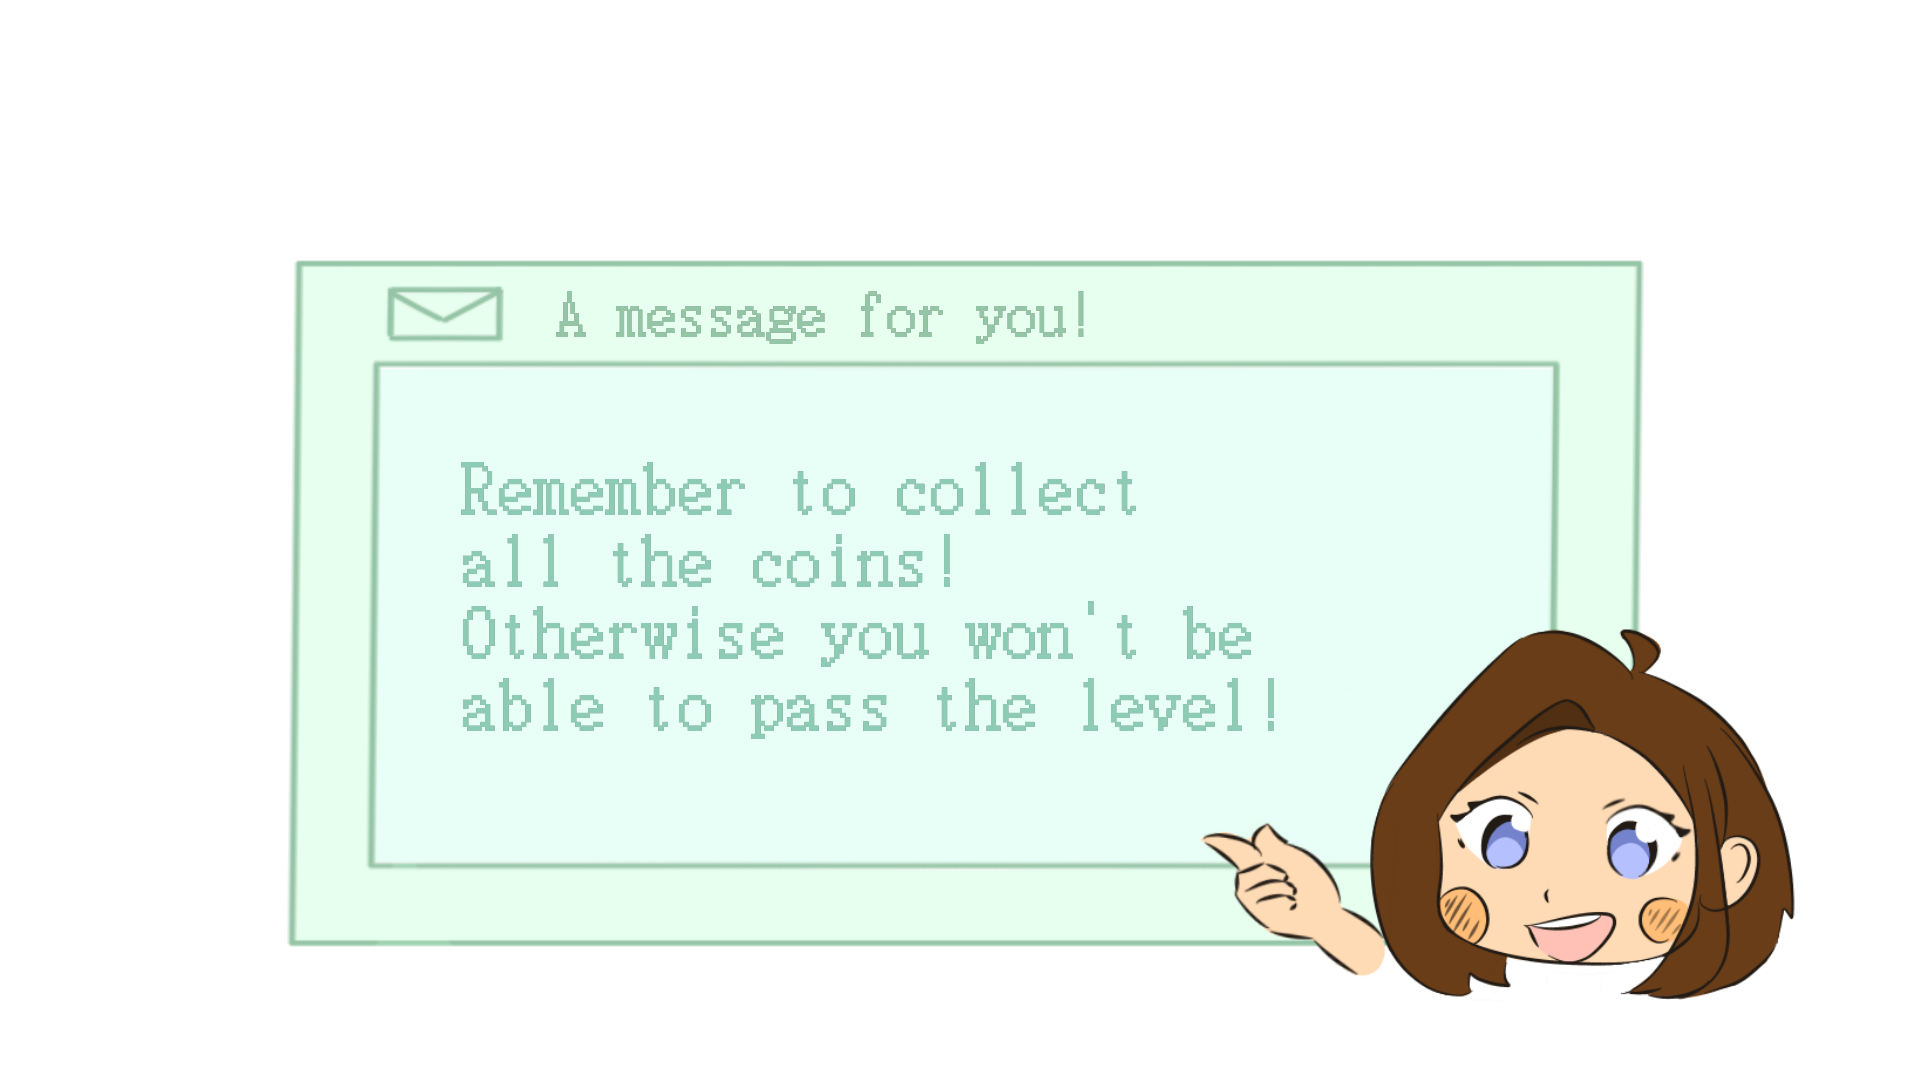 A message for you!
Remember to collect
all the coins!
Otherwise you won't be
able to pass the level!